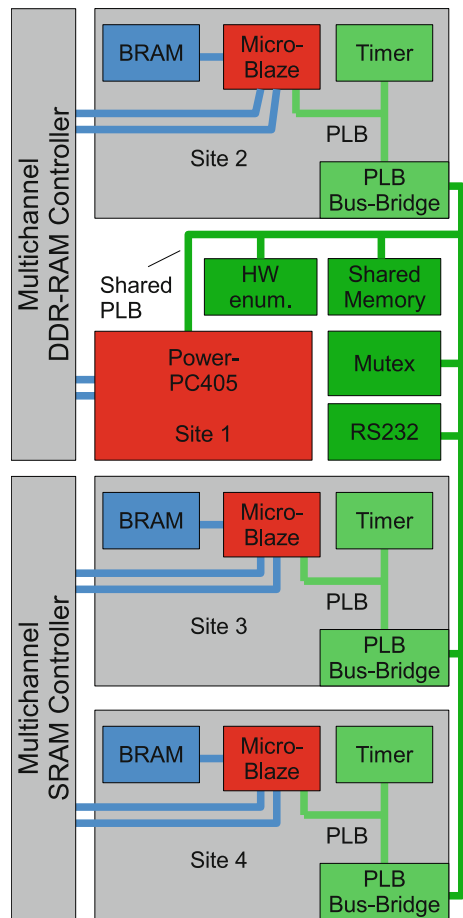 Multichannel
DDR-RAM Controller
BRAM
Micro-
Blaze
Timer
PLB
Site 2
PLB
Bus-Bridge
Shared
PLB
HW
enum.
Shared
Memory
Power-
PC405
Site 1
Mutex
RS232
Multichannel
SRAM Controller
BRAM
Micro-
Blaze
Timer
PLB
Site 3
PLB
Bus-Bridge
BRAM
Micro-
Blaze
Timer
PLB
Site 4
PLB
Bus-Bridge